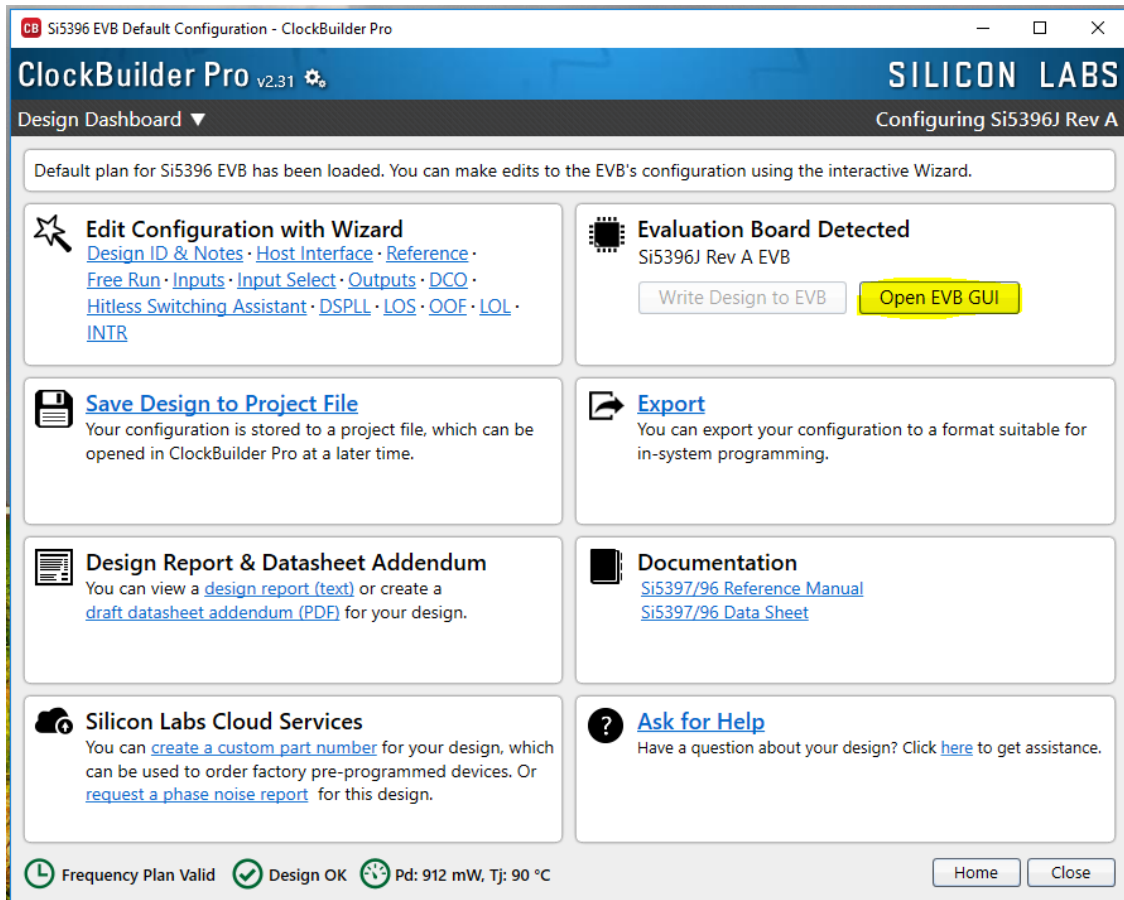 CB Si5396 EVB Default Configuration - ClockBuilder Pro
ClockBuilder Pro v2.31
SILICON LABS
Design Dashboard ▼
Configuring Si5396J Rev A
Default plan for Si5396 EVB has been loaded. You can make edits to the EVB's configuration using the interactive Wizard.
Edit Configuration with Wizard
Design ID & Notes · Host Interface · Reference ·
Free Run · Inputs · Input Select · Outputs · DCO ·
Hitless Switching Assistant · DSPLL · LOS · OOF · LOL ·
INTR
Evaluation Board Detected
Si5396J Rev A EVB
Write Design to EVB
Open EVB GUI
Save Design to Project File
Your configuration is stored to a project file, which can be
opened in ClockBuilder Pro at a later time.
Export
You can export your configuration to a format suitable for
in-system programming.
Design Report & Datasheet Addendum
You can view a design report (text) or create a
draft datasheet addendum (PDF) for your design.
Documentation
Si5397/96 Reference Manual
Si5397/96 Data Sheet
Silicon Labs Cloud Services
You can create a custom part number for your design, which
can be used to order factory pre-programmed devices. Or
request a phase noise report for this design.
? Ask for Help
Have a question about your design? Click here to get assistance.
Frequency Plan Valid
Design OK
Pd: 912 mW, Tj: 90 °C
Home
Close